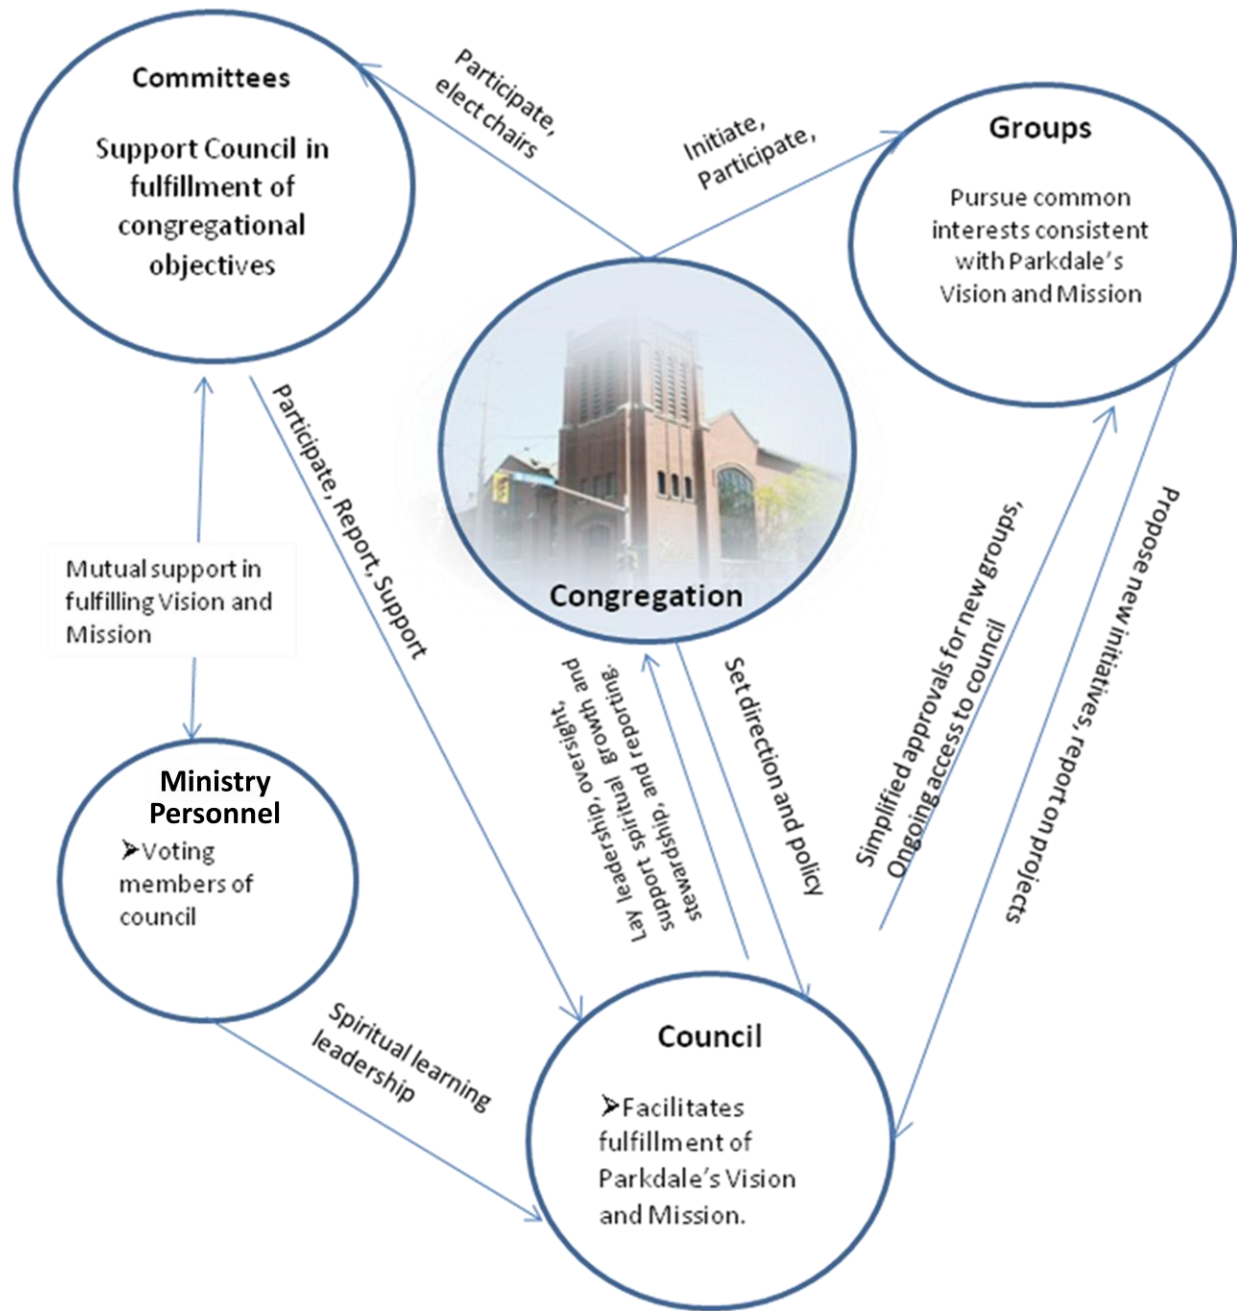 Committees
Support Council in
fulfillment of
congregational
objectives
Participate,
elect chairs
Initiate,
Participate,
Groups
Pursue common
interests consistent
with Parkdale's
Vision and Mission
Congregation
Mutual support in
fulfilling Vision and
Mission
Participate, Report, Support
Lay leadership, oversight,
support spiritual growth and
stewardship, and reporting.
Set direction and policy
Simplified approvals for new groups,
Ongoing access to council
Propose new initiatives, report on projects
Ministry
Personnel
➢Voting
members of
council
Spiritual learning
leadership
Council
➢Facilitates
fulfillment of
Parkdale's Vision
and Mission.